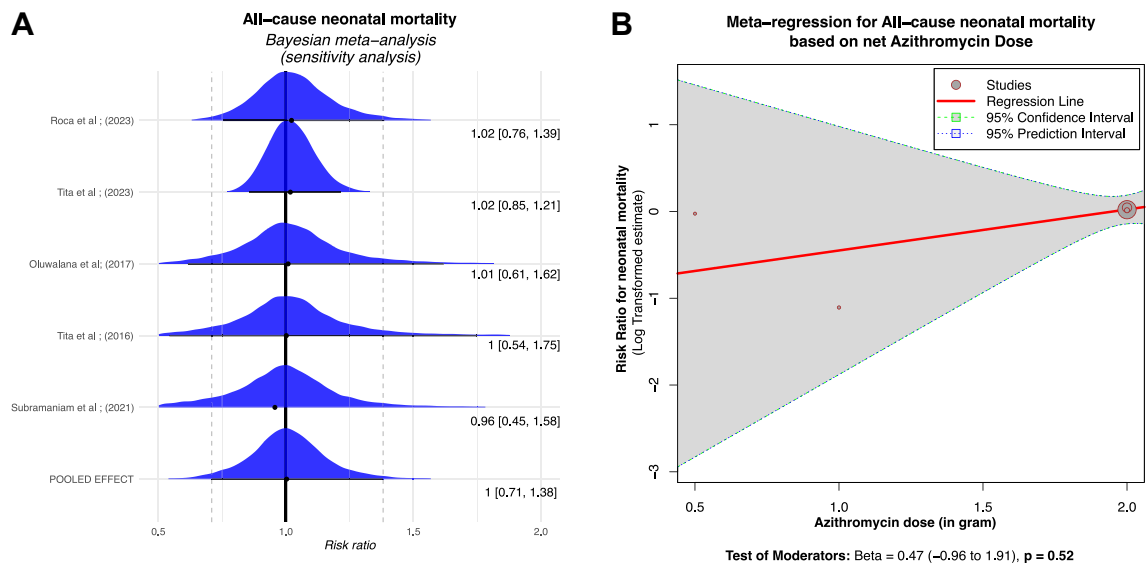 A
All−cause neonatal mortality
Bayesian meta−analysis
(sensitivity analysis)
Roca et al ; (2023)
1.02 [0.76, 1.39]
Tita et al ; (2023)
1.02 [0.85, 1.21]
Oluwalana et al; (2017)
1.01 [0.61, 1.62]
Tita et al ; (2016)
1 [0.54, 1.75]
Subramaniam et al ; (2021)
0.96 [0.45, 1.58]
POOLED EFFECT
1 [0.71, 1.38]
0.5 1.0 1.5 2.0
Risk ratio
B
Meta−regression for All−cause neonatal mortality
based on net Azithromycin Dose
Studies
Regression Line
95% Confidence Interval
95% Prediction Interval
Risk Ratio for neonatal mortality
(Log Transformed estimate)
1
0
−1
−2
−3
0.5 1.0 1.5 2.0
Azithromycin dose (in gram)
Test of Moderators: Beta = 0.47 (−0.96 to 1.91), p = 0.52